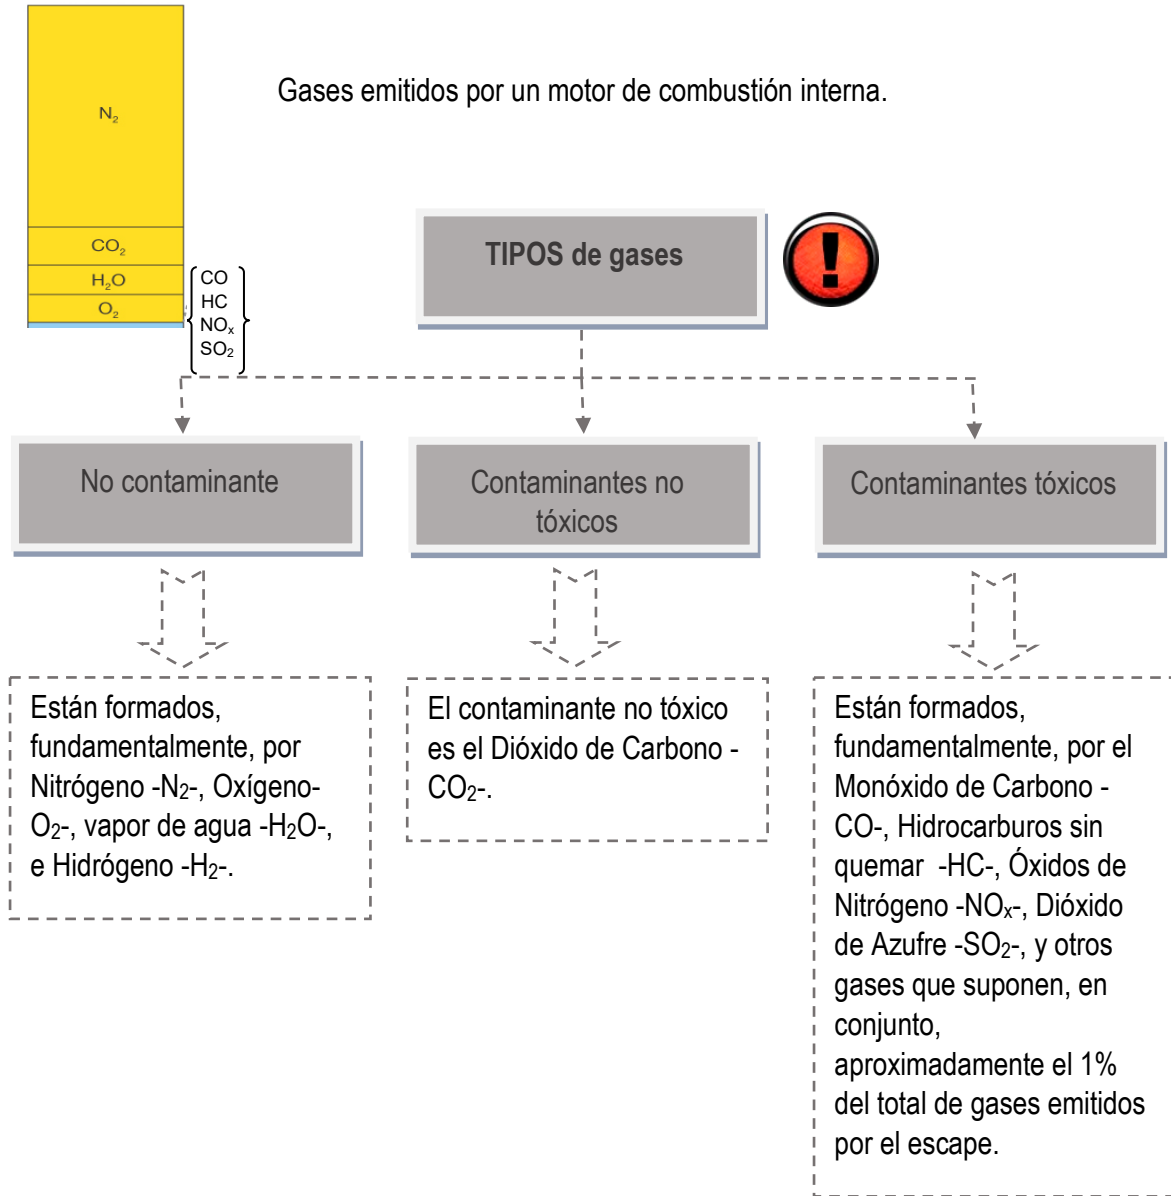 N₂
CO₂
H₂O
O₂
CO
HC
NOₓ
SO₂
Gases emitidos por un motor de combustión interna.
TIPOS de gases
!
No contaminante
Contaminantes no
tóxicos
Contaminantes tóxicos
Están formados,
fundamentalmente, por
Nitrógeno -N₂-, Oxígeno-
O₂-, vapor de agua -H₂O-,
e Hidrógeno -H₂-.
El contaminante no tóxico
es el Dióxido de Carbono -
CO₂-.
Están formados,
fundamentalmente, por el
Monóxido de Carbono -
CO-, Hidrocarburos sin
quemar  -HC-, Óxidos de
Nitrógeno -NOₓ-, Dióxido
de Azufre -SO₂-, y otros
gases que suponen, en
conjunto,
aproximadamente el 1%
del total de gases emitidos
por el escape.